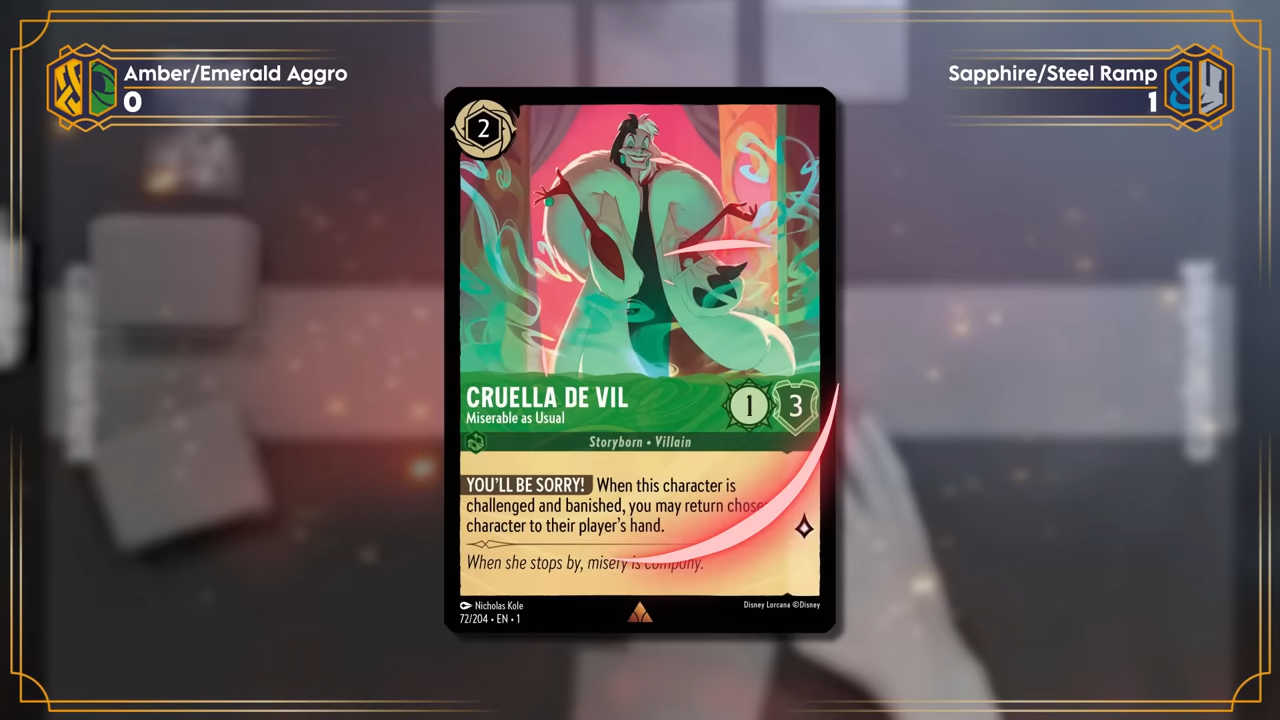 Amber/Emerald Aggro
0
Sapphire/Steel Ramp
1
2
CRUELLA DE VIL
Miserable as Usual
1
3
Storyborn • Villain
YOU'LL BE SORRY! When this character is
challenged and banished, you may return chosen
character to their player's hand.
When she stops by, misery is company.
Nicholas Kole
Disney Lorcana ©Disney
72/204 • EN • 1